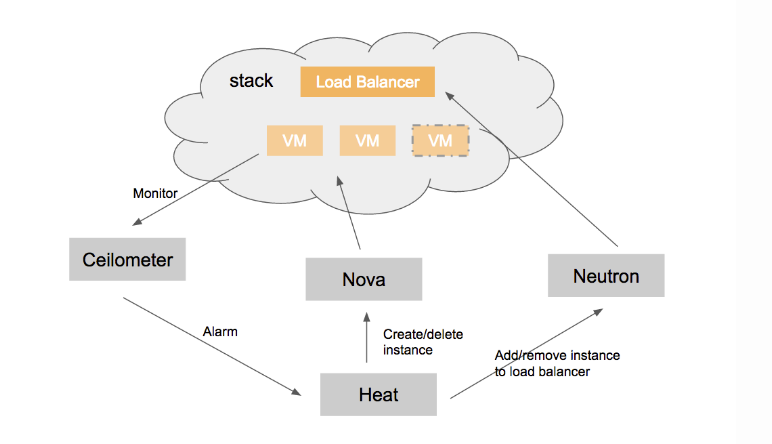 stack
Load Balancer
VM
VM
VM
Monitor
Ceilometer
Nova
Neutron
Alarm
Create/delete
instance
Add/remove instance
to load balancer
Heat